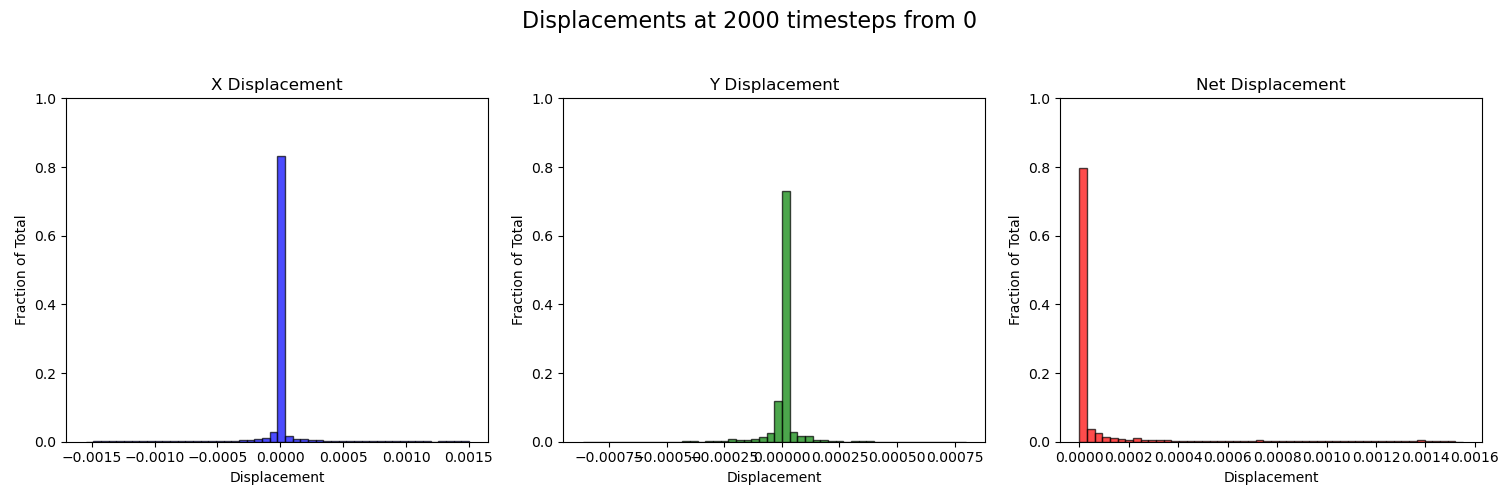 Displacements at 2000 timesteps from 0
X Displacement
Fraction of Total
1.0
0.8
0.6
0.4
0.2
0.0
−0.0015 −0.0010 −0.0005 0.0000 0.0005 0.0010 0.0015
Displacement
Y Displacement
Fraction of Total
1.0
0.8
0.6
0.4
0.2
0.0
−0.00075 −0.00050 −0.00025 0.00000 0.00025 0.00050 0.00075
Displacement
Net Displacement
Fraction of Total
1.0
0.8
0.6
0.4
0.2
0.0
0.0000 0.0002 0.0004 0.0006 0.0008 0.0010 0.0012 0.0014 0.0016
Displacement